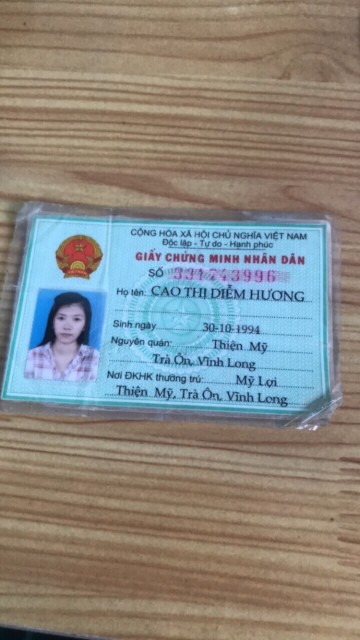 CỘNG HÒA XÃ HỘI CHỦ NGHĨA VIỆT NAM
Độc lập - Tự do - Hạnh phúc
GIẤY CHỨNG MINH NHÂN DÂN
SỐ 331743996
Họ tên: CAO THỊ DIỄM HƯƠNG
Sinh ngày 30-10-1994
Nguyên quán: Thiện Mỹ
Trà Ôn, Vĩnh Long
Nơi ĐKHK thường trú: Mỹ Lợi
Thiện Mỹ, Trà Ôn, Vĩnh Long